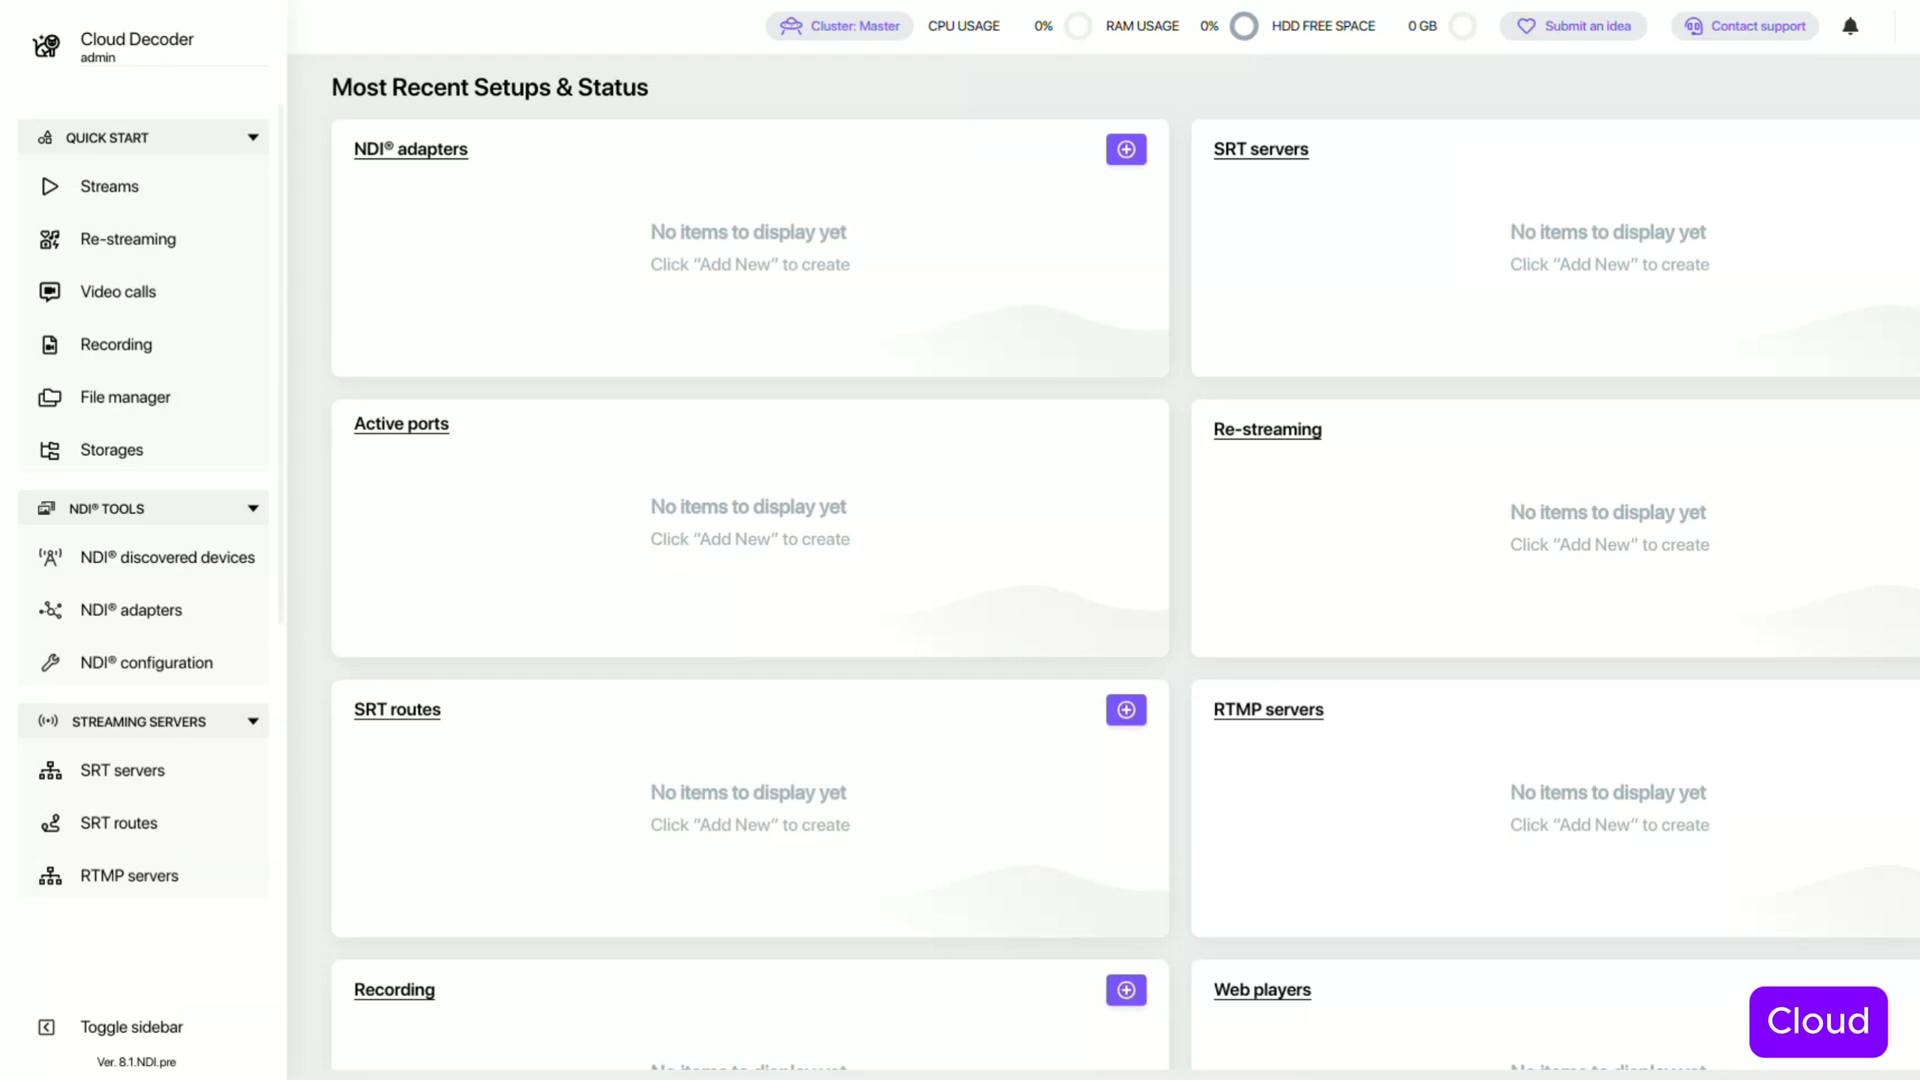 Cloud Decoder
admin
Cluster: Master
CPU USAGE 0%
RAM USAGE 0%
HDD FREE SPACE 0 GB
Submit an idea
Contact support
QUICK START
Streams
Re-streaming
Video calls
Recording
File manager
Storages
NDI® TOOLS
NDI® discovered devices
NDI® adapters
NDI® configuration
STREAMING SERVERS
SRT servers
SRT routes
RTMP servers
Toggle sidebar
Ver. 8.1.NDI.pre
Most Recent Setups & Status
NDI® adapters
No items to display yet
Click “Add New” to create
SRT servers
No items to display yet
Click “Add New” to create
Active ports
No items to display yet
Click “Add New” to create
Re-streaming
No items to display yet
Click “Add New” to create
SRT routes
No items to display yet
Click “Add New” to create
RTMP servers
No items to display yet
Click “Add New” to create
Recording
Web players
Cloud